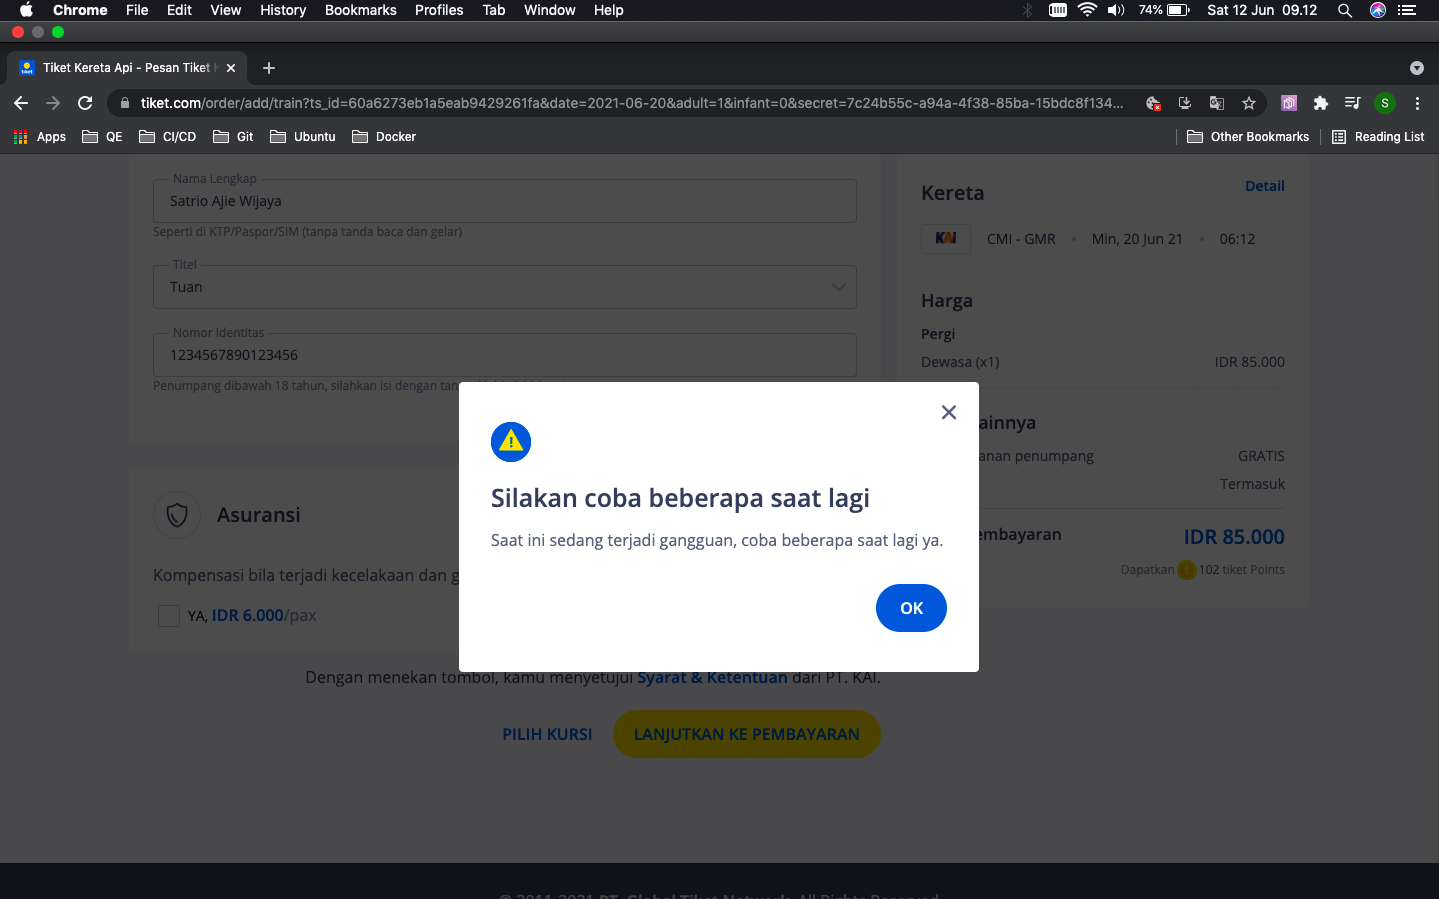 Chrome File Edit View History Bookmarks Profiles Tab Window Help 74% Sat 12 Jun 09.12
Tiket Kereta Api - Pesan Tiket
tiket.com/order/add/train?ts_id=60a6273eb1a5eab9429261fa&date=2021-06-20&adult=1&infant=0&secret=7c24b55c-a94a-4f38-85ba-15bdc8f134...
S
Apps QE CI/CD Git Ubuntu Docker Other Bookmarks Reading List
Nama Lengkap
Satrio Ajie Wijaya
Seperti di KTP/Paspor/SIM (tanpa tanda baca dan gelar)
Titel
Tuan
Nomor Identitas
1234567890123456
Penumpang dibawah 18 tahun, silahkan isi dengan
Asuransi
Kompensasi bila terjadi kecelakaan dan
YA, IDR 6.000/pax
Kereta Detail
KAI CMI - GMR • Min, 20 Jun 21 • 06:12
Harga
Pergi
Dewasa (x1) IDR 85.000
ainnya
anan penumpang GRATIS
Termasuk
embayaran IDR 85.000
Dapatkan 102 tiket Points
Silakan coba beberapa saat lagi
Saat ini sedang terjadi gangguan, coba beberapa saat lagi ya.
OK
Dengan menekan tombol, kamu menyetujui Syarat & Ketentuan dari PT. KAI.
PILIH KURSI LANJUTKAN KE PEMBAYARAN
© 2011-2021 PT. Global Tiket Network. All Rights Reserved